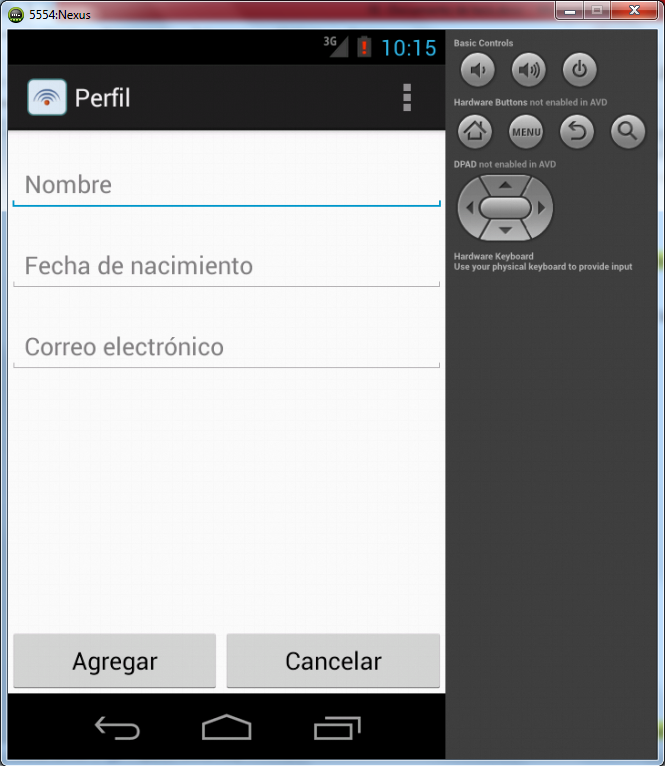 5554:Nexus
3G 10:15
Perfil
Nombre
Fecha de nacimiento
Correo electrónico
Agregar Cancelar
Basic Controls
Hardware Buttons not enabled in AVD
MENU
DPAD not enabled in AVD
Hardware Keyboard
Use your physical keyboard to provide input